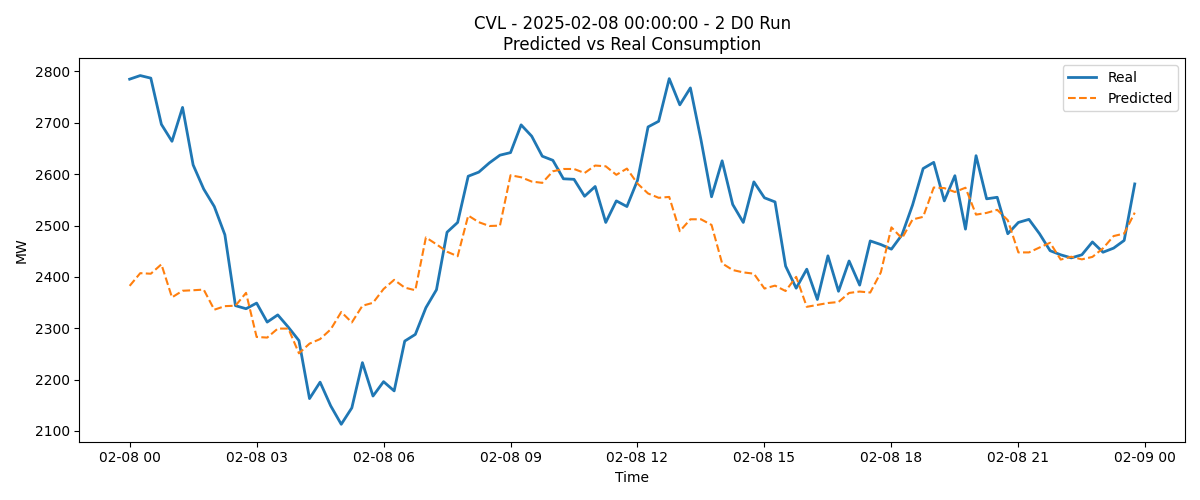 CVL - 2025-02-08 00:00:00 - 2 D0 Run
Predicted vs Real Consumption
Real
Predicted
MW
2800
2700
2600
2500
2400
2300
2200
2100
02-08 00
02-08 03
02-08 06
02-08 09
02-08 12
02-08 15
02-08 18
02-08 21
02-09 00
Time